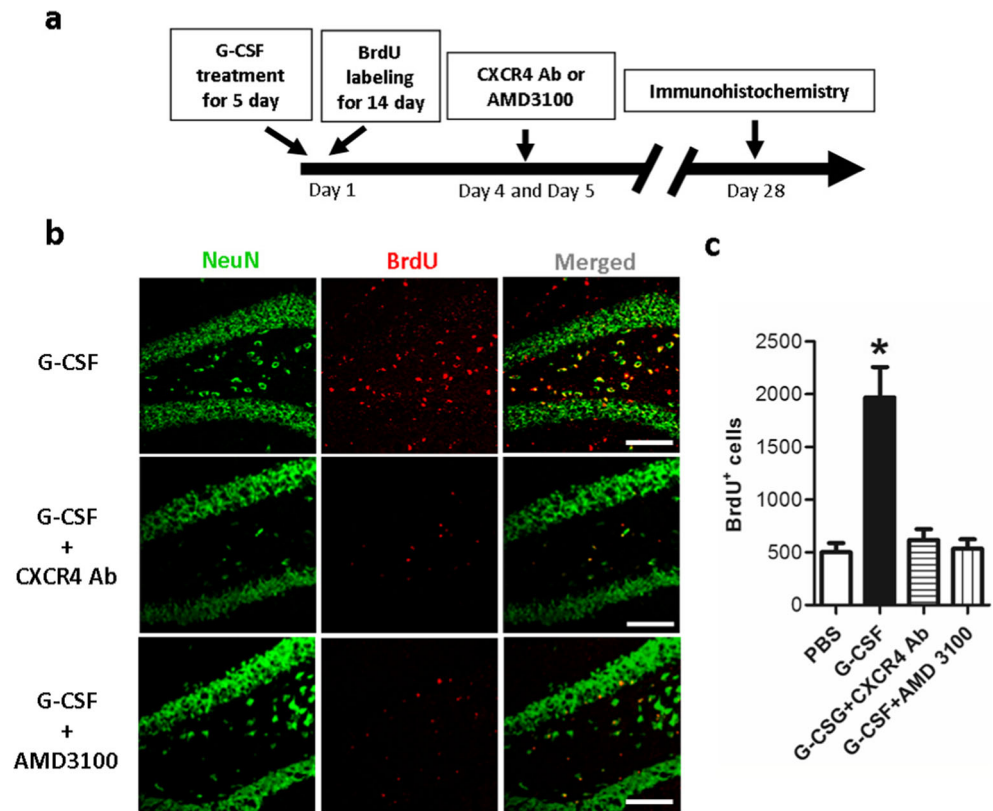 a
G-CSF
treatment
for 5 day
BrdU
labeling
for 14 day
CXCR4 Ab or
AMD3100
Immunohistochemistry
Day 1
Day 4 and Day 5
Day 28
b
NeuN
BrdU
Merged
G-CSF
G-CSF
+
CXCR4 Ab
G-CSF
+
AMD3100
c
BrdU+ cells
2500
2000
1500
1000
500
0
*
PBS
G-CSF
G-CSG+CXCR4 Ab
G-CSF+AMD 3100